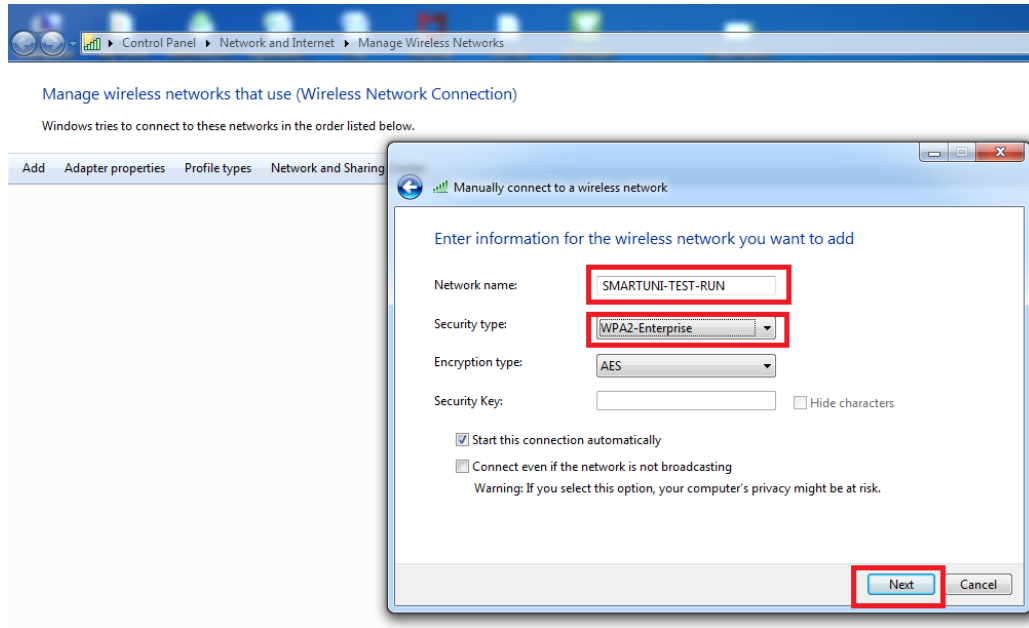 Control Panel Network and Internet Manage Wireless Networks
Manage wireless networks that use (Wireless Network Connection)
Windows tries to connect to these networks in the order listed below.
Add Adapter properties Profile types Network and Sharing
Manually connect to a wireless network
Enter information for the wireless network you want to add
Network name: SMARTUNI-TEST-RUN
Security type: WPA2-Enterprise
Encryption type: AES
Security Key: Hide characters
Start this connection automatically
Connect even if the network is not broadcasting
Warning: If you select this option, your computer's privacy might be at risk.
Next Cancel